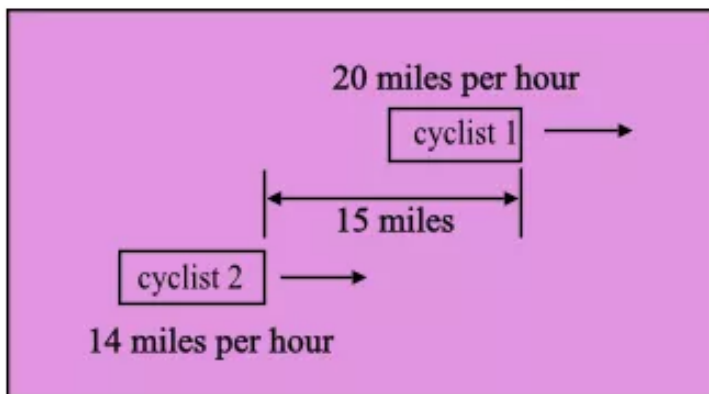 20 miles per hour
cyclist 1
15 miles
cyclist 2
14 miles per hour